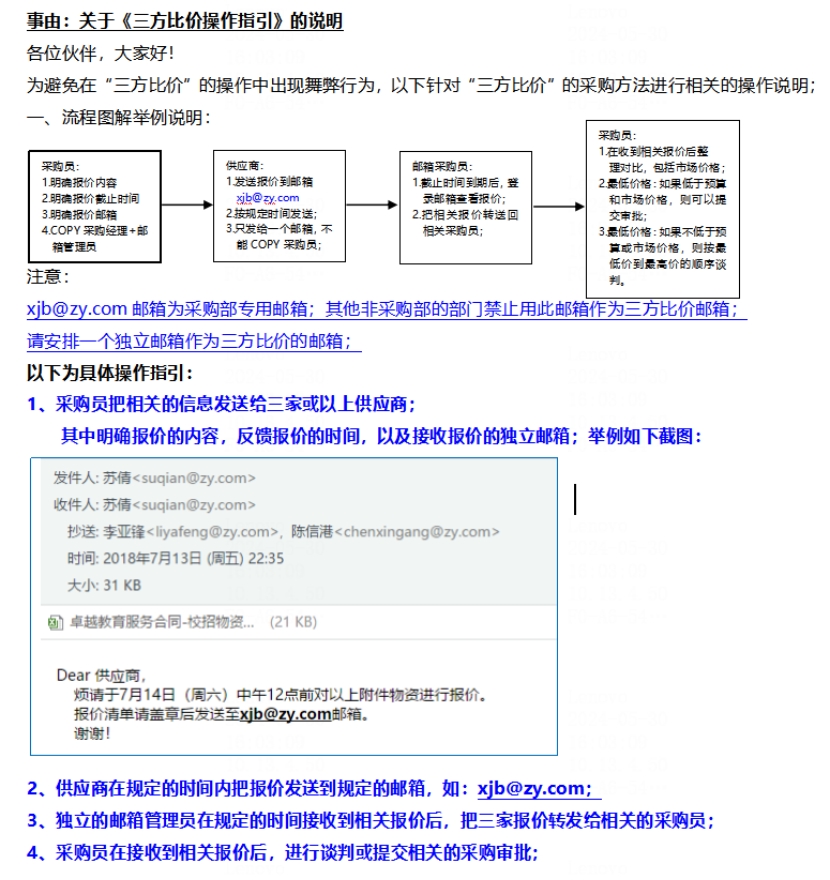 事由：关于《三方比价操作指引》的说明
各位伙伴，大家好！
为避免在“三方比价”的操作中出现舞弊行为，以下针对“三方比价”的采购方法进行相关的操作说明；
一、流程图解举例说明：
采购员：
1.明确报价内容
2.明确报价截止时间
3.明确报价邮箱
4.COPY 采购经理+邮
箱管理员
供应商：
1.发送报价到邮箱
xjb@zy.com
2.按规定时间发送；
3.只发给一个邮箱，不
能 COPY 采购员；
邮箱采购员：
1.截止时间到期后，登
录邮箱查看报价；
2.把相关报价转送回
相关采购员；
采购员：
1.在收到相关报价后整
理对比，包括市场价格；
2.最低价格：如果低于预算
和市场价格，则可以提
交审批；
3.最低价格：如果不低于预
算或市场价格，则按最
低价到最高价的顺序谈
判。
注意：
xjb@zy.com 邮箱为采购部专用邮箱；其他非采购部的部门禁止用此邮箱作为三方比价邮箱；
请安排一个独立邮箱作为三方比价的邮箱；
以下为具体操作指引：
1、采购员把相关的信息发送给三家或以上供应商；
其中明确报价的内容，反馈报价的时间，以及接收报价的独立邮箱；举例如下截图：
发件人: 苏倩<suqian@zy.com>
收件人: 苏倩<suqian@zy.com>
抄送: 李亚锋<liyafeng@zy.com>，陈信港<chenxingang@zy.com>
时间: 2018年7月13日 (周五) 22:35
大小: 31 KB
卓越教育服务合同-校招物资... (21 KB)
Dear 供应商，
烦请于7月14日（周六）中午12点前对以上附件物资进行报价。
报价清单请盖章后发送至xjb@zy.com邮箱。
谢谢！
2、供应商在规定的时间内把报价发送到规定的邮箱，如：xjb@zy.com；
3、独立的邮箱管理员在规定的时间接收到相关报价后，把三家报价转发给相关的采购员；
4、采购员在接收到相关报价后，进行谈判或提交相关的采购审批；